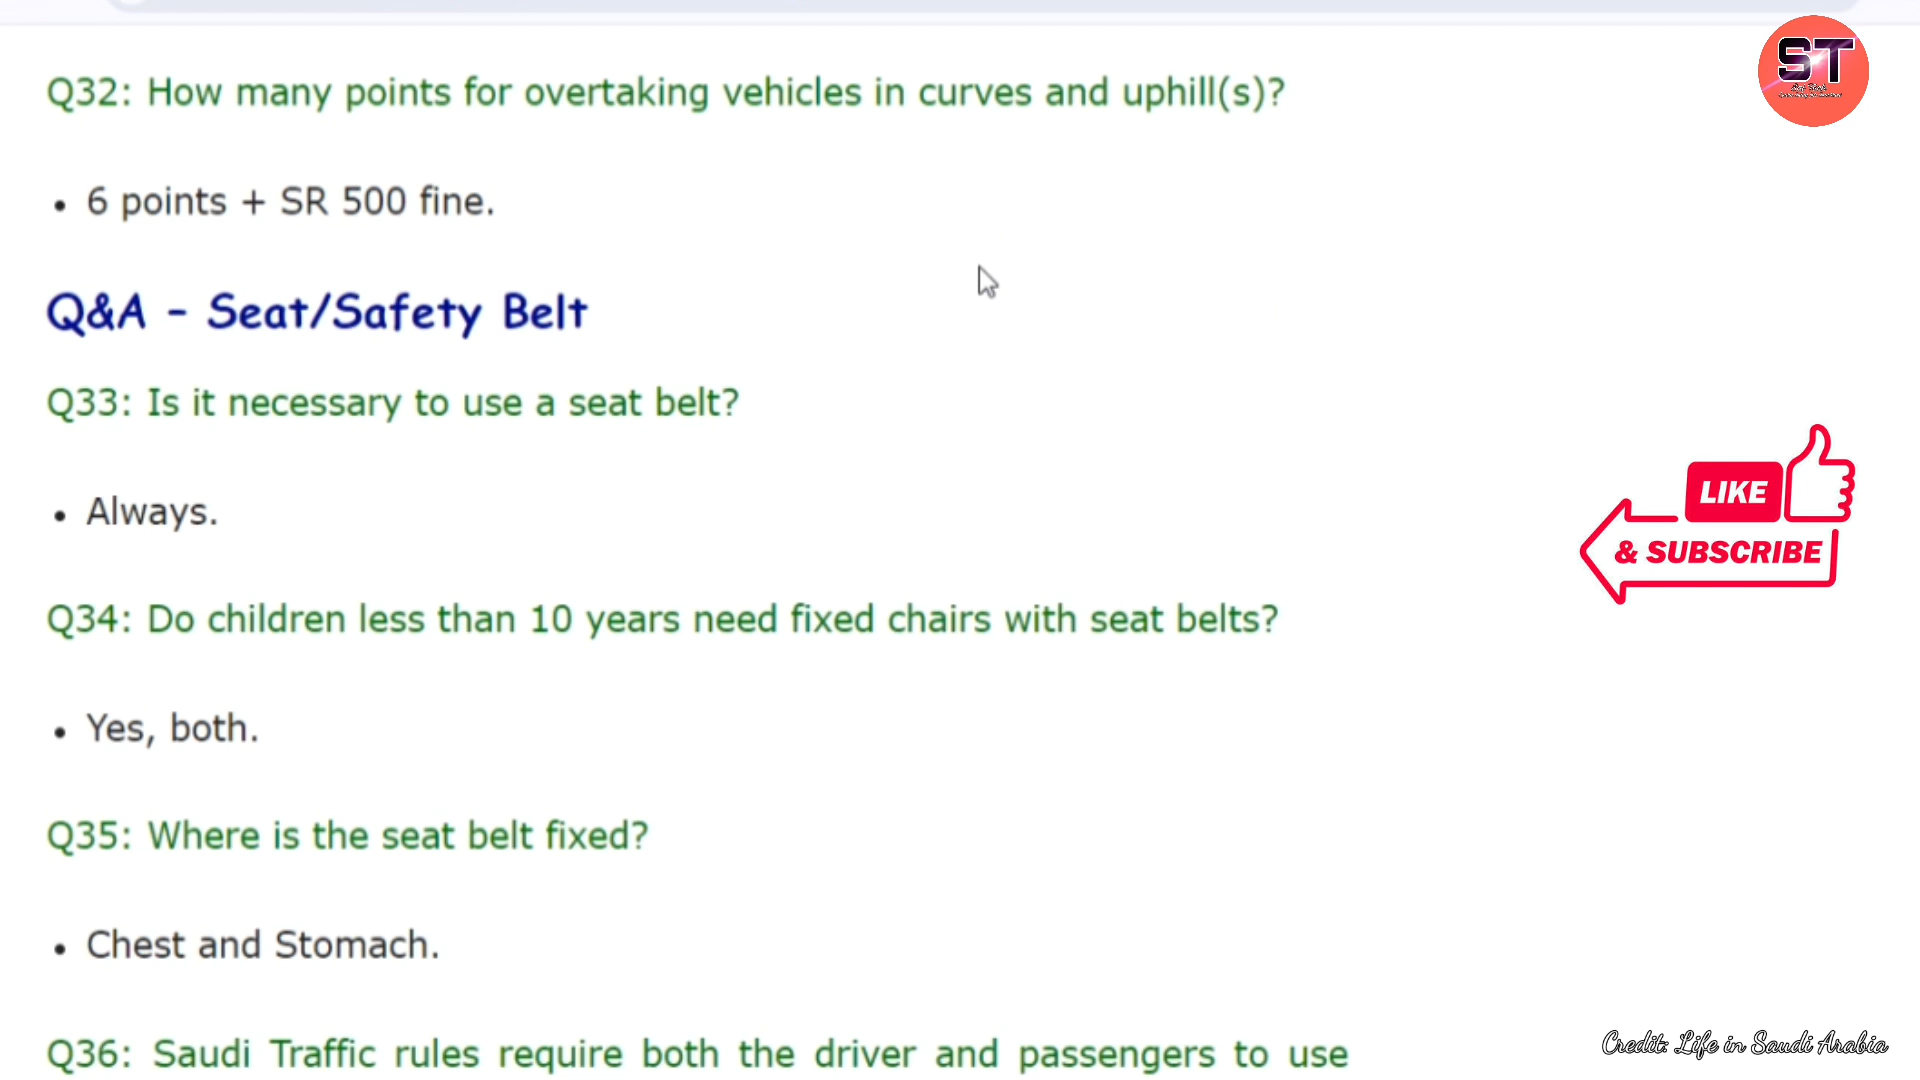 Q32: How many points for overtaking vehicles in curves and uphill(s)?
• 6 points + SR 500 fine.
Q&A – Seat/Safety Belt
Q33: Is it necessary to use a seat belt?
• Always.
Q34: Do children less than 10 years need fixed chairs with seat belts?
• Yes, both.
Q35: Where is the seat belt fixed?
• Chest and Stomach.
Q36: Saudi Traffic rules require both the driver and passengers to use
ST
LIKE
& SUBSCRIBE
Credit: Life in Saudi Arabia